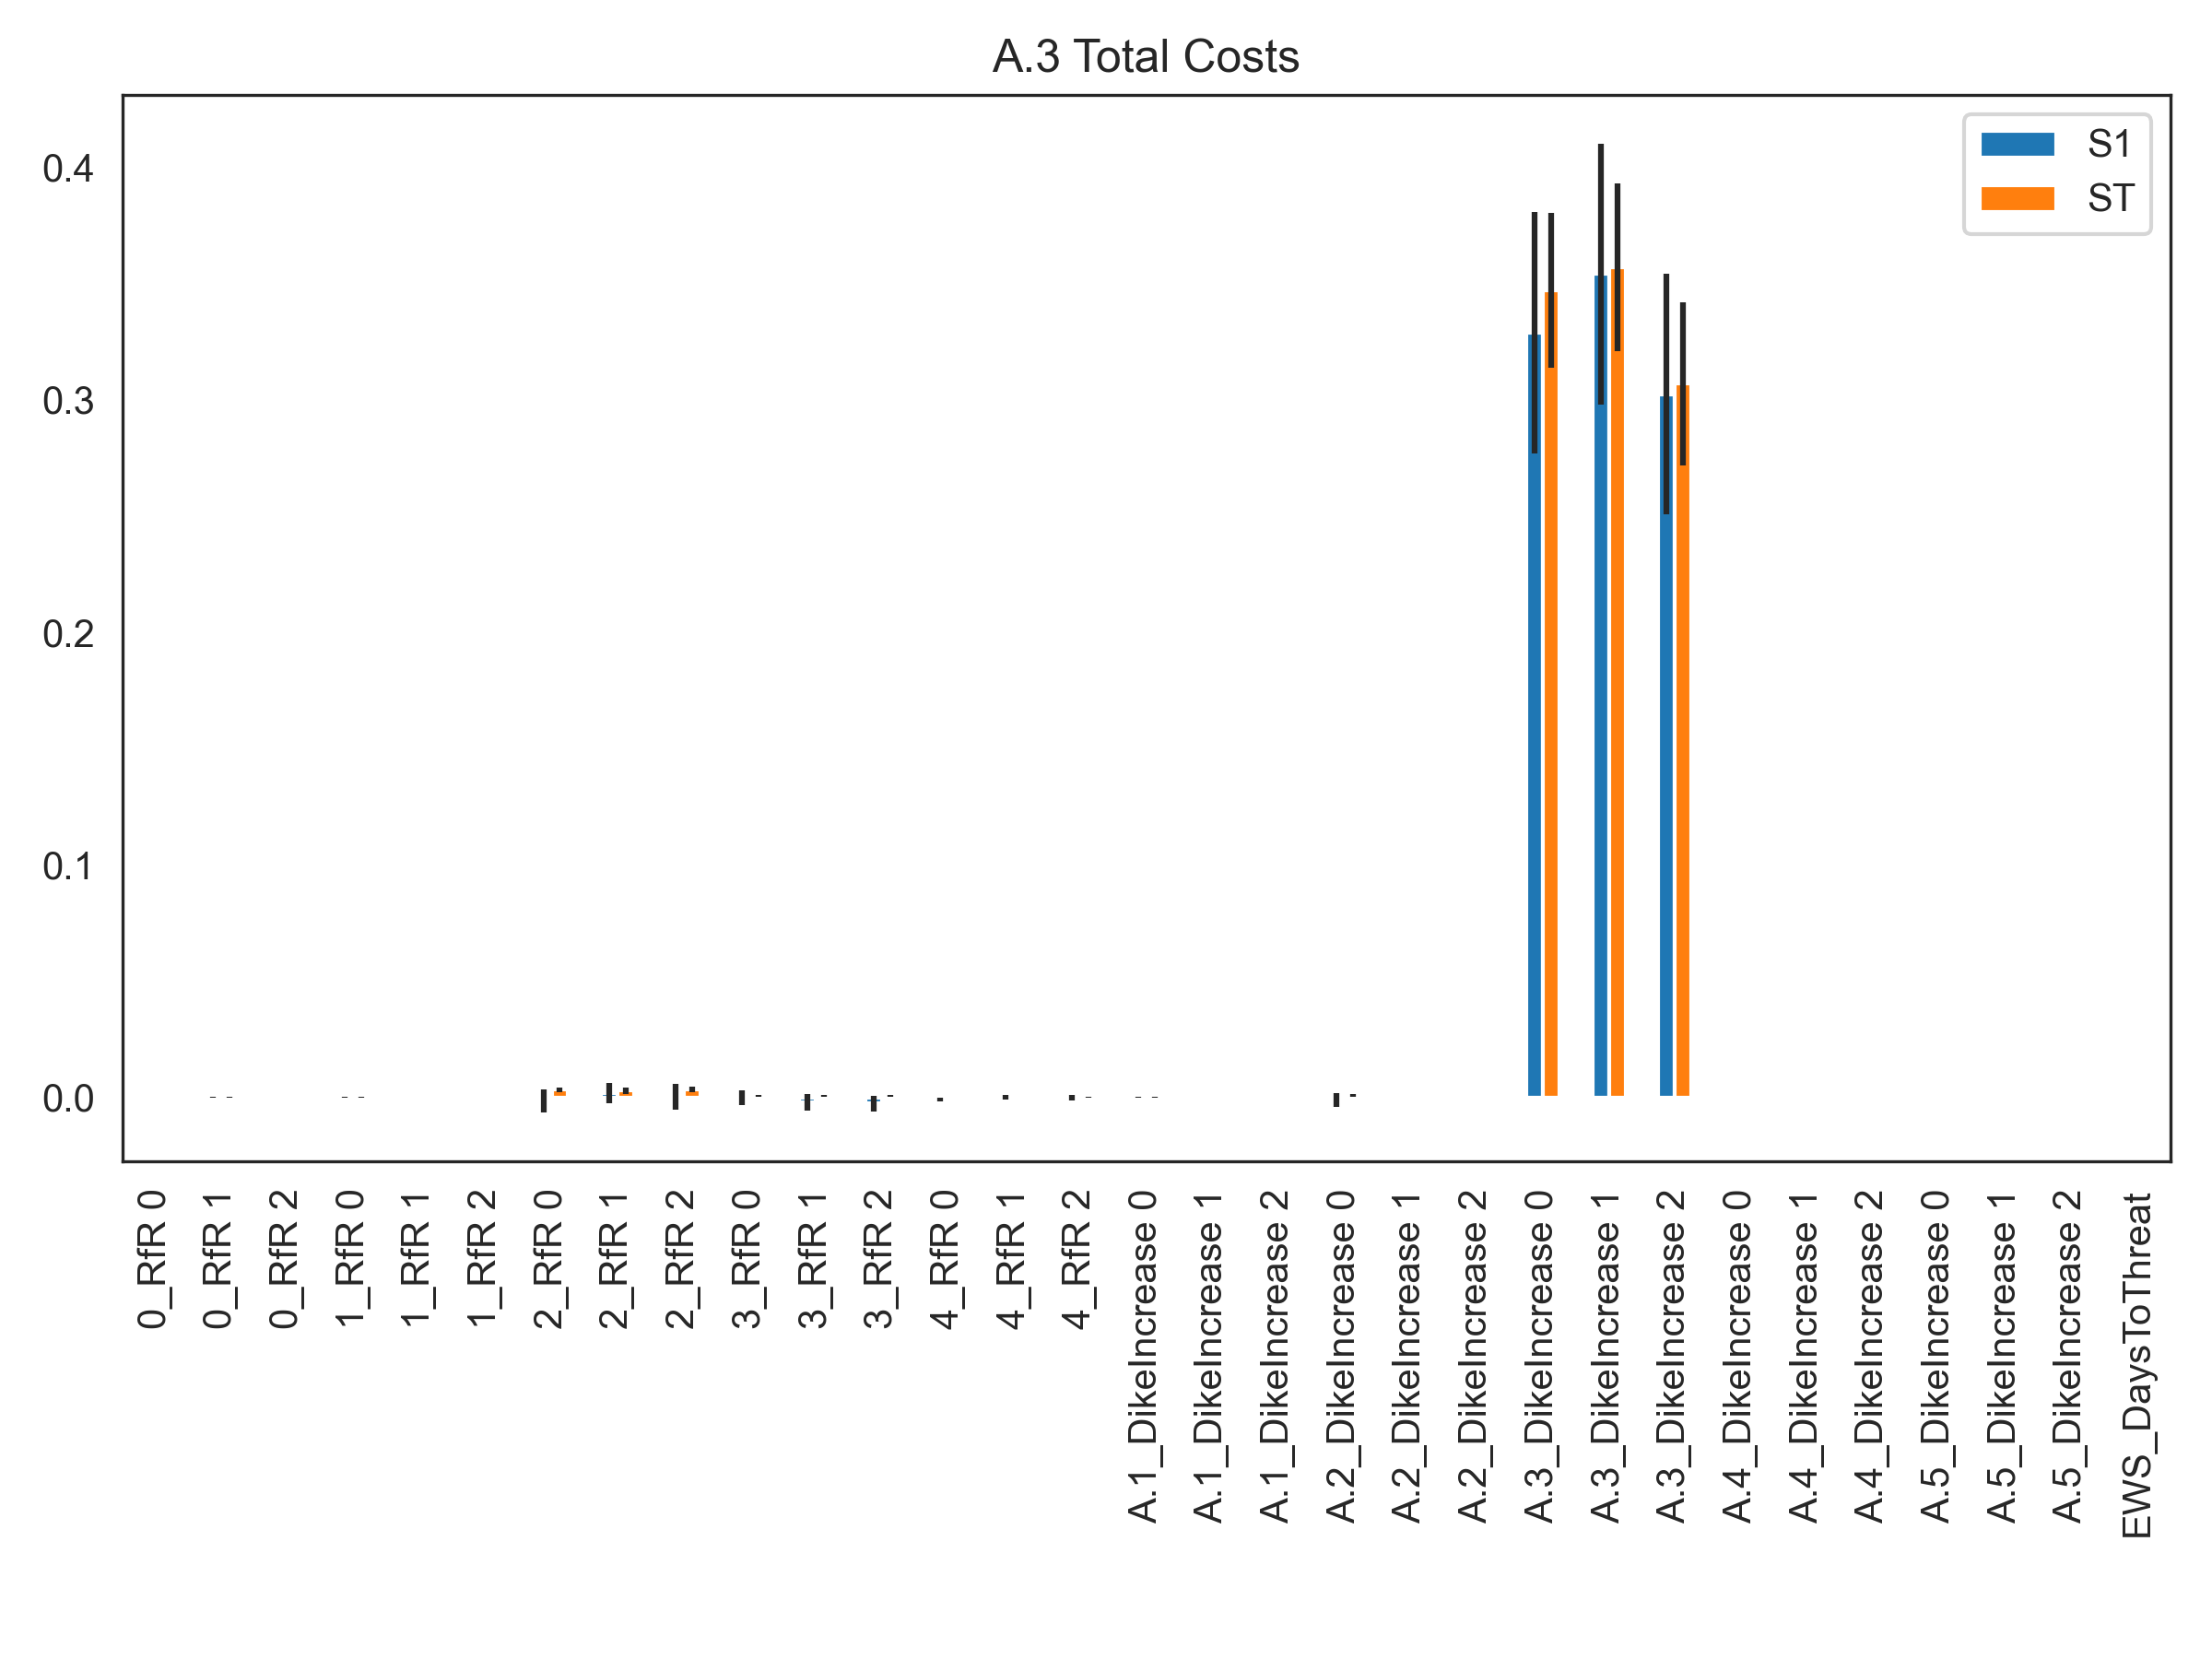 A.3 Total Costs
S1
ST
0.4
0.3
0.2
0.1
0.0
0_RfR 0
0_RfR 1
0_RfR 2
1_RfR 0
1_RfR 1
1_RfR 2
2_RfR 0
2_RfR 1
2_RfR 2
3_RfR 0
3_RfR 1
3_RfR 2
4_RfR 0
4_RfR 1
4_RfR 2
A.1_DikeIncrease 0
A.1_DikeIncrease 1
A.1_DikeIncrease 2
A.2_DikeIncrease 0
A.2_DikeIncrease 1
A.2_DikeIncrease 2
A.3_DikeIncrease 0
A.3_DikeIncrease 1
A.3_DikeIncrease 2
A.4_DikeIncrease 0
A.4_DikeIncrease 1
A.4_DikeIncrease 2
A.5_DikeIncrease 0
A.5_DikeIncrease 1
A.5_DikeIncrease 2
EWS_DaysToThreat